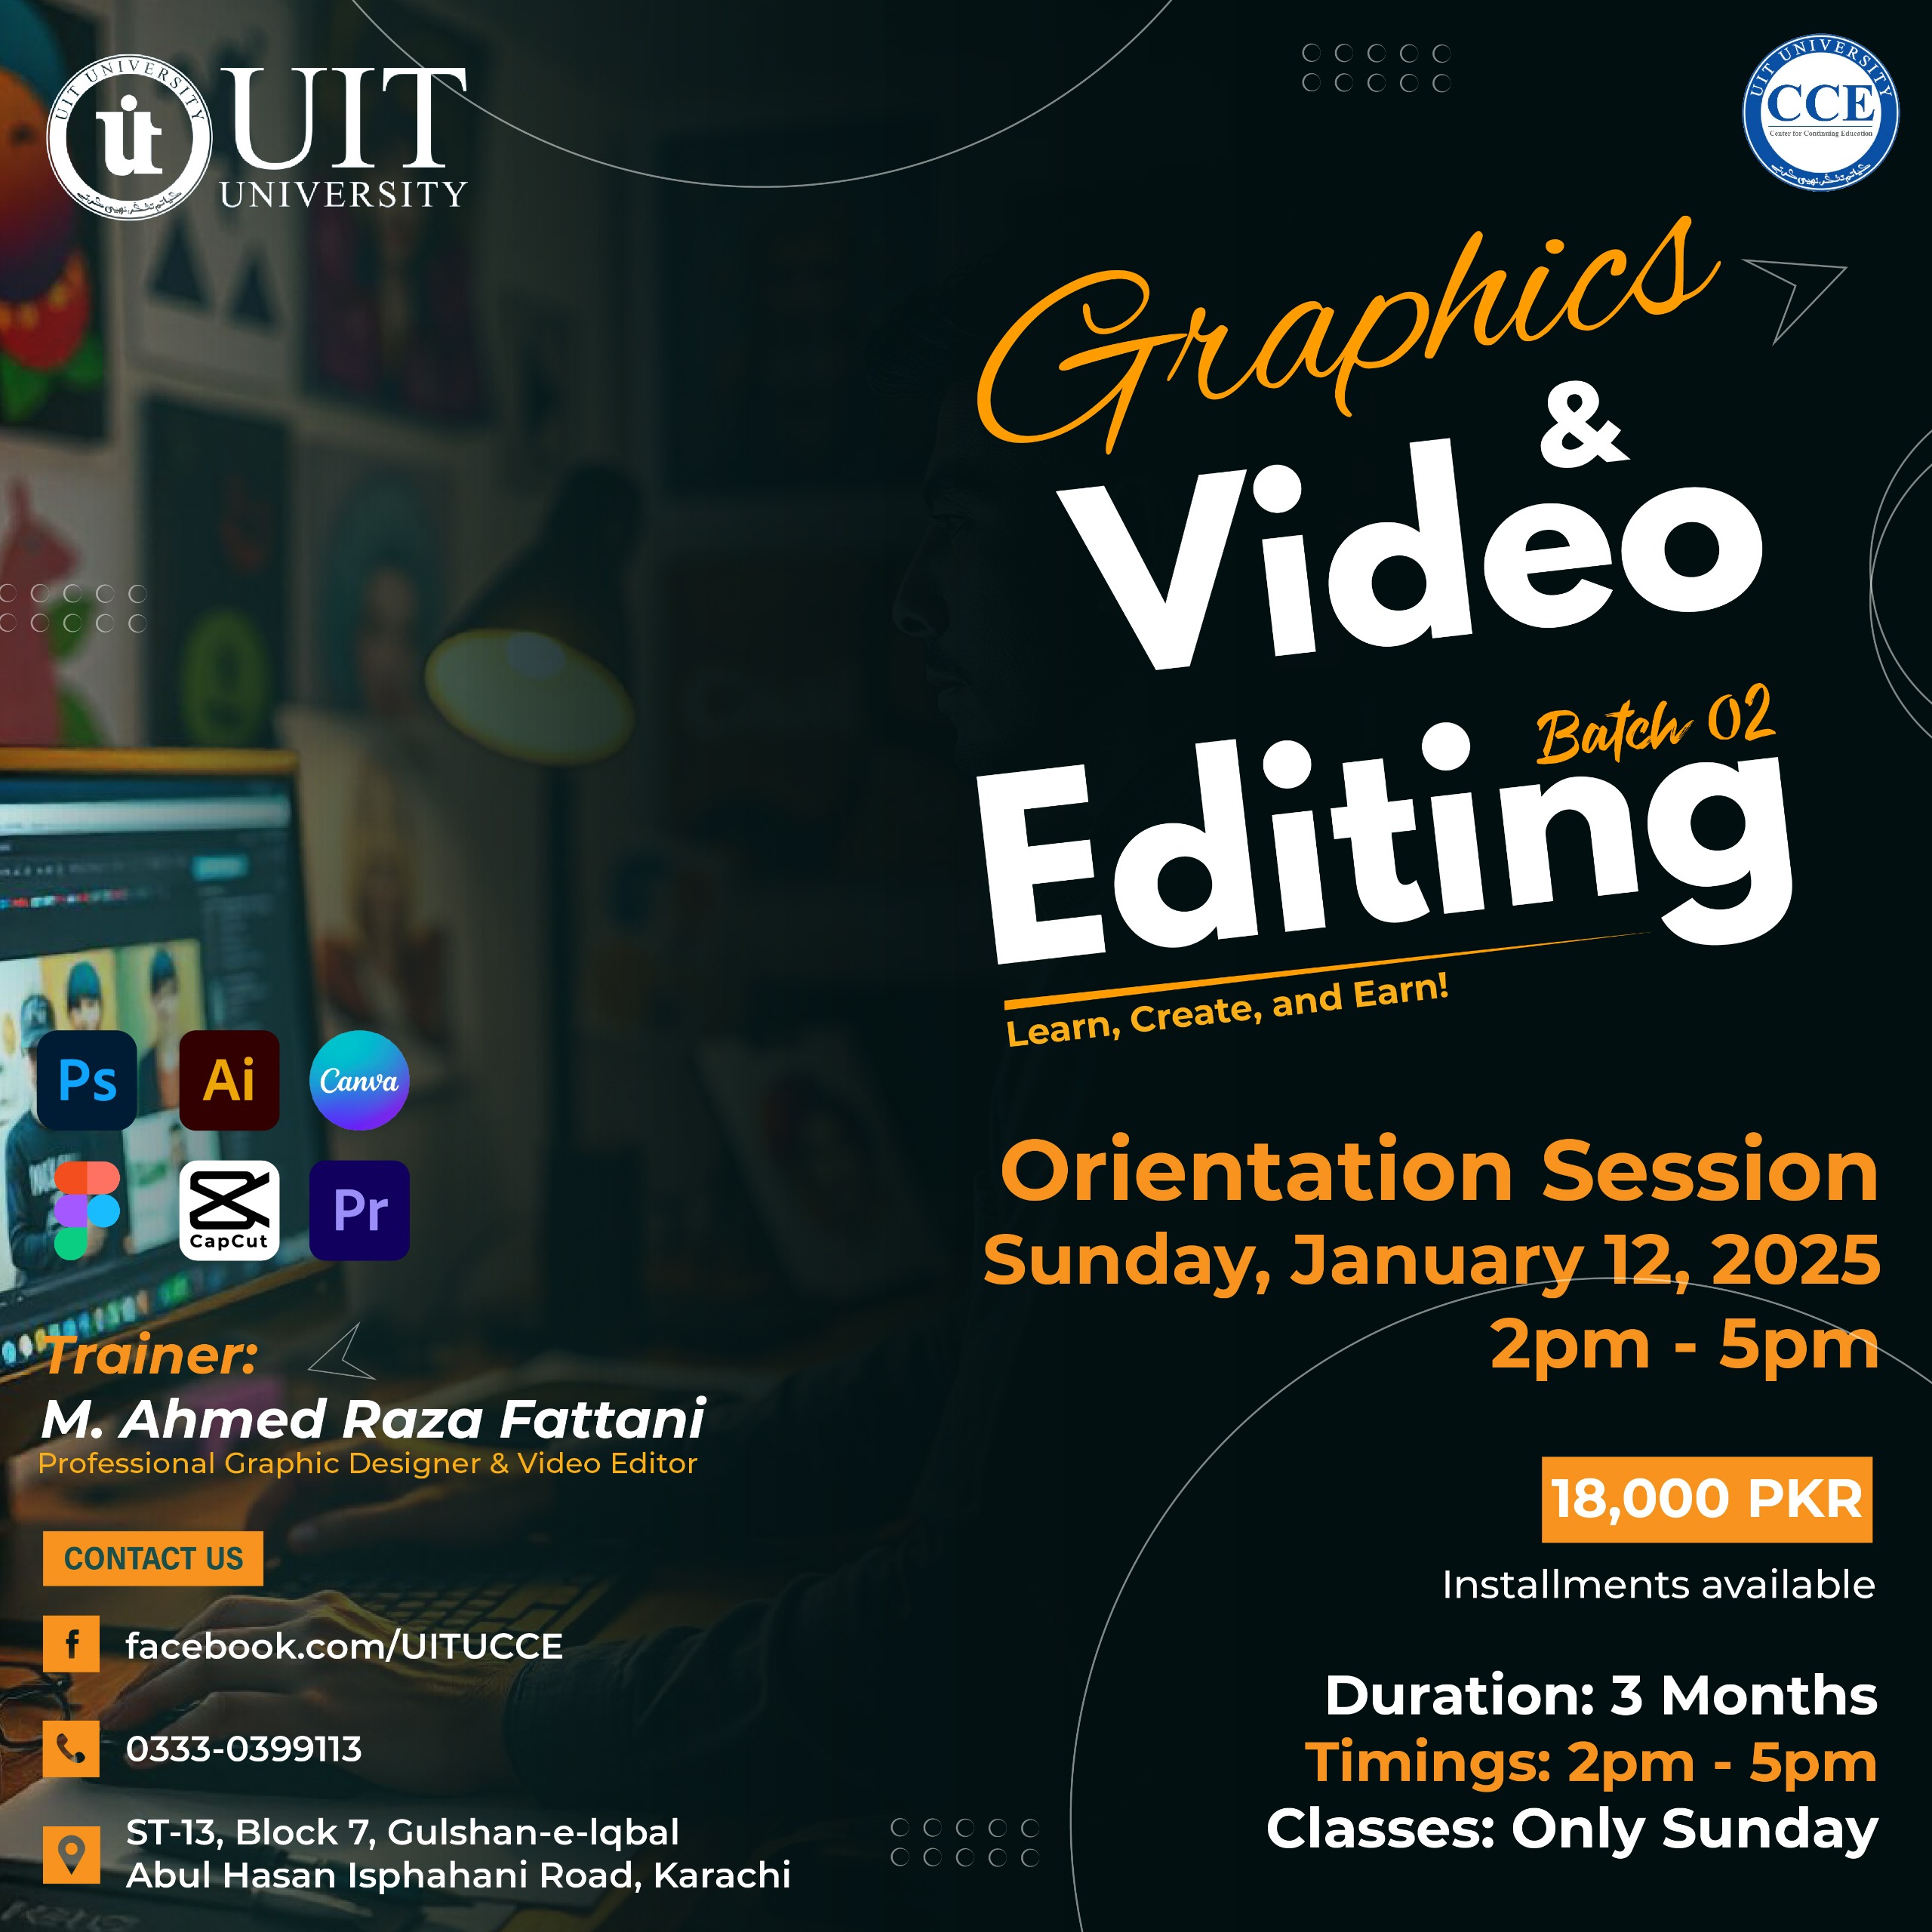 UIT UNIVERSITY
uit
UIT
UNIVERSITY
UIT UNIVERSITY
CCE
Center for Continuing Education
Graphics
&
Video
Batch 02
Editing
Learn, Create, and Earn!
Ps
Ai
Canva
CapCut
Pr
Orientation Session
Sunday, January 12, 2025
2pm - 5pm
Trainer:
M. Ahmed Raza Fattani
Professional Graphic Designer & Video Editor
18,000 PKR
Installments available
CONTACT US
facebook.com/UITUCCE
0333-0399113
ST-13, Block 7, Gulshan-e-Iqbal
Abul Hasan Isphahani Road, Karachi
Duration: 3 Months
Timings: 2pm - 5pm
Classes: Only Sunday